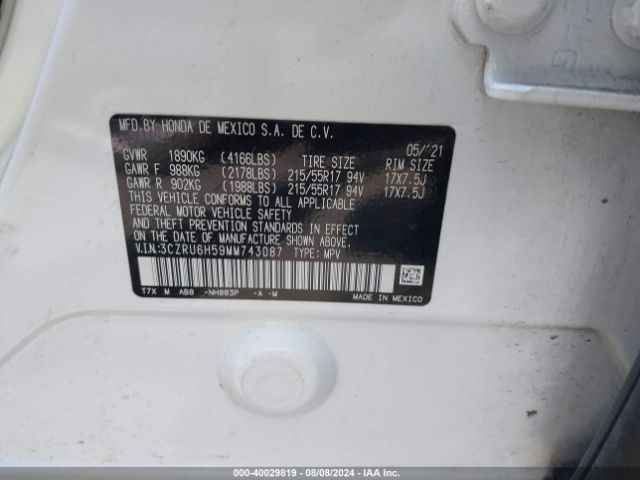 MFD.BY HONDA DE MEXICO S.A. DE C.V.
05/'21
GVWR 1890KG (4166LBS) TIRE SIZE RIM SIZE
GAWR F 988KG (2178LBS) 215/55R17 94V 17X7.5J
GAWR R 902KG (1988LBS) 215/55R17 94V 17X7.5J
THIS VEHICLE CONFORMS TO ALL APPLICABLE
FEDERAL MOTOR VEHICLE SAFETY
AND THEFT PREVENTION STANDARDS IN EFFECT
ON THE DATE OF MANUFACTURE SHOWN ABOVE.
V.I.N:3CZRU6H59MM743087 TYPE: MPV
T7X M AB0 -NH883P -A -M
MADE IN MEXICO
000-40029819 - 08/08/2024 - IAA Inc.